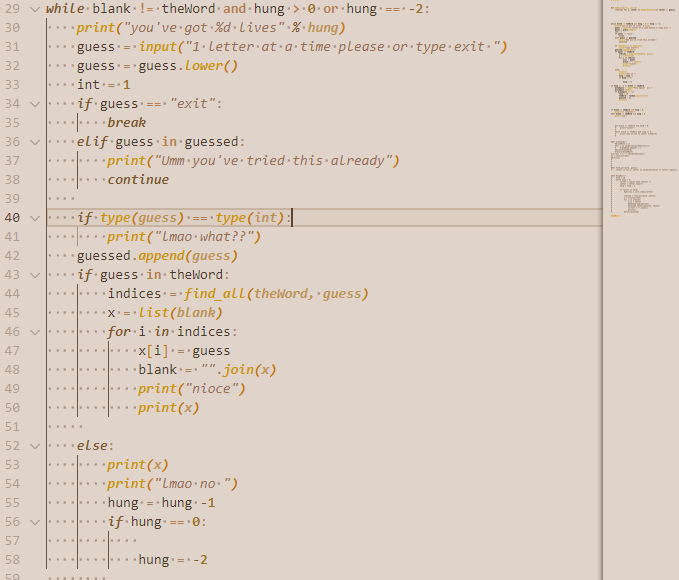 29 while blank != theWord and hung > 0 or hung == -2:
30     print("you've got %d lives" % hung)
31     guess = input("1 letter at a time please or type exit ")
32     guess = guess.lower()
33     int = 1
34     if guess == "exit":
35         break
36     elif guess in guessed:
37         print("Umm you've tried this already")
38         continue
39
40     if type(guess) == type(int):
41         print("lmao what??")
42     guessed.append(guess)
43     if guess in theWord:
44         indices = find_all(theWord, guess)
45         x = list(blank)
46         for i in indices:
47             x[i] = guess
48             blank = "".join(x)
49             print("nioce")
50             print(x)
51
52     else:
53         print(x)
54         print("lmao no ")
55         hung = hung -1
56         if hung == 0:
57
58             hung = -2
59